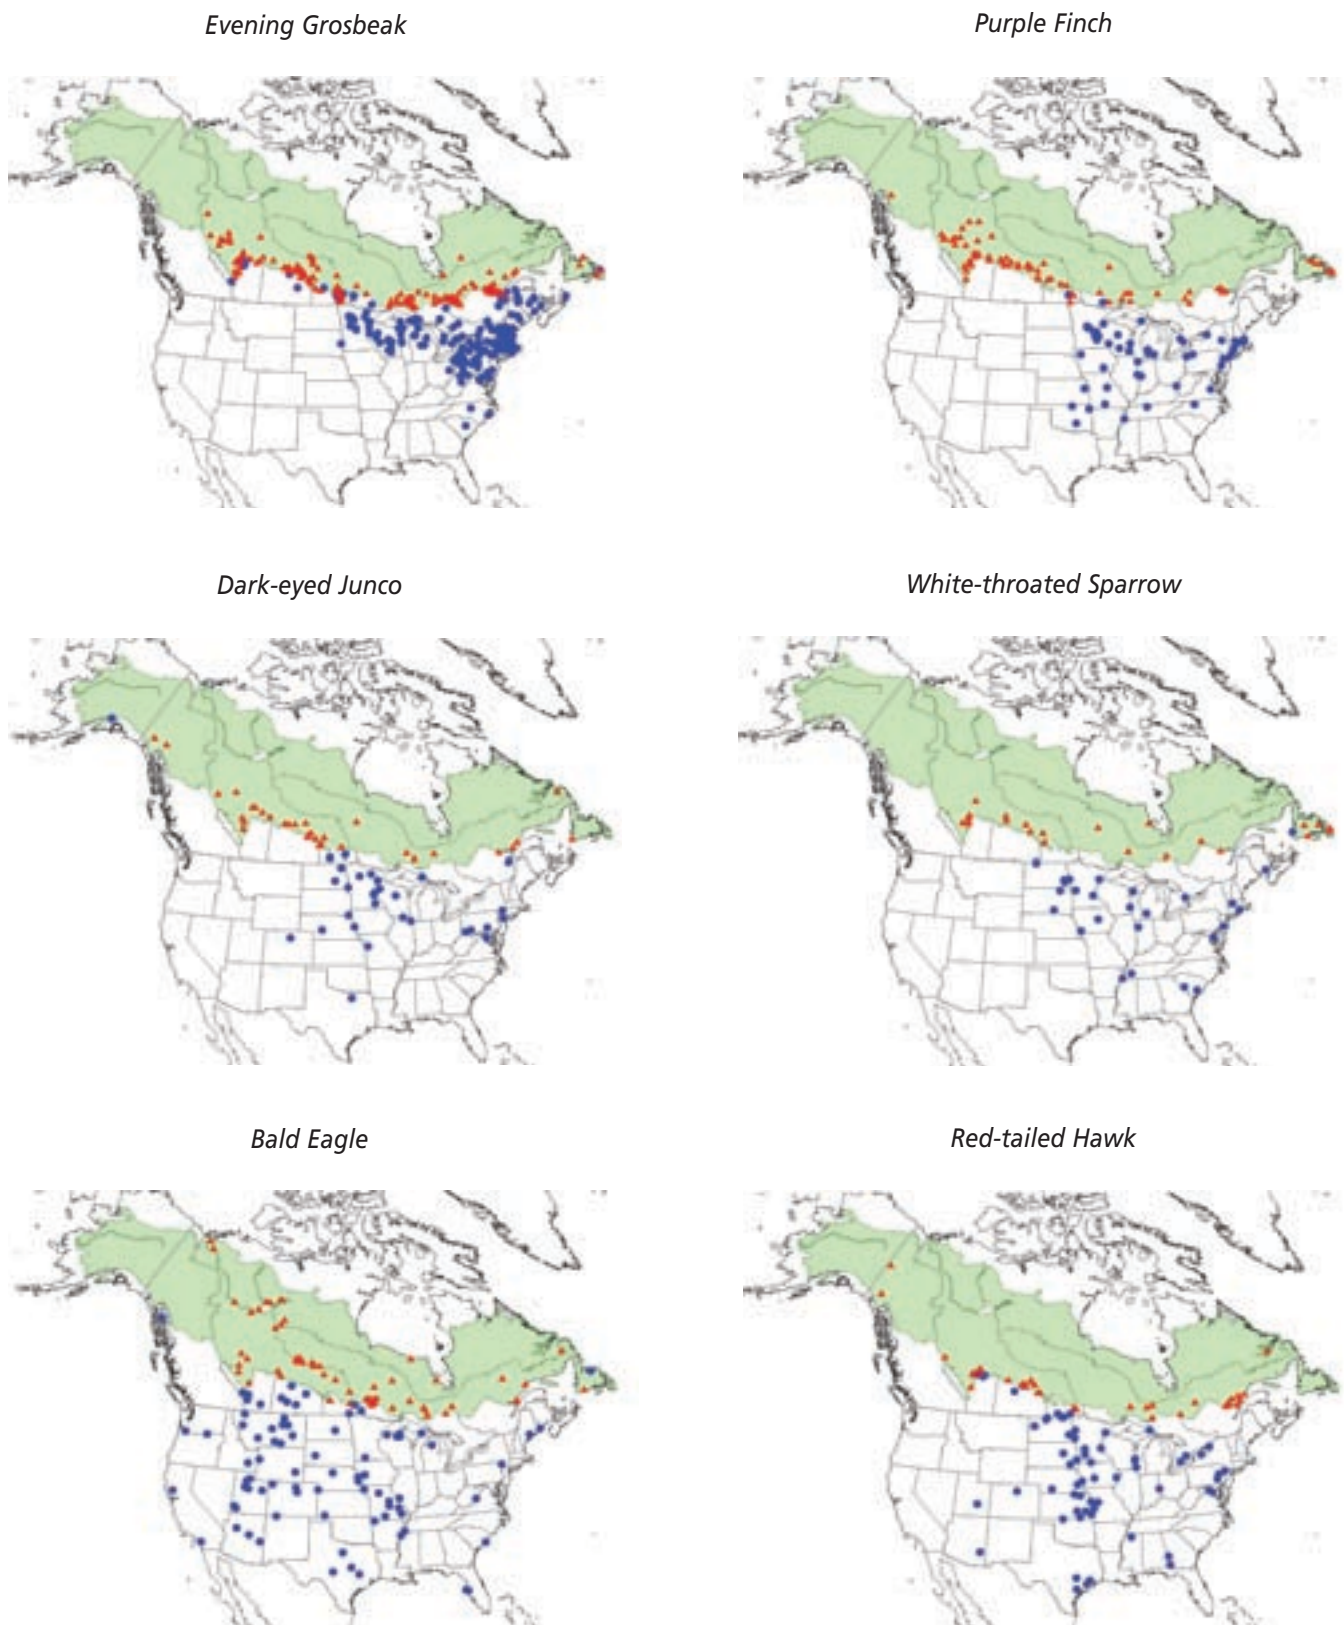 Evening Grosbeak
Purple Finch
Dark-eyed Junco
White-throated Sparrow
Bald Eagle
Red-tailed Hawk